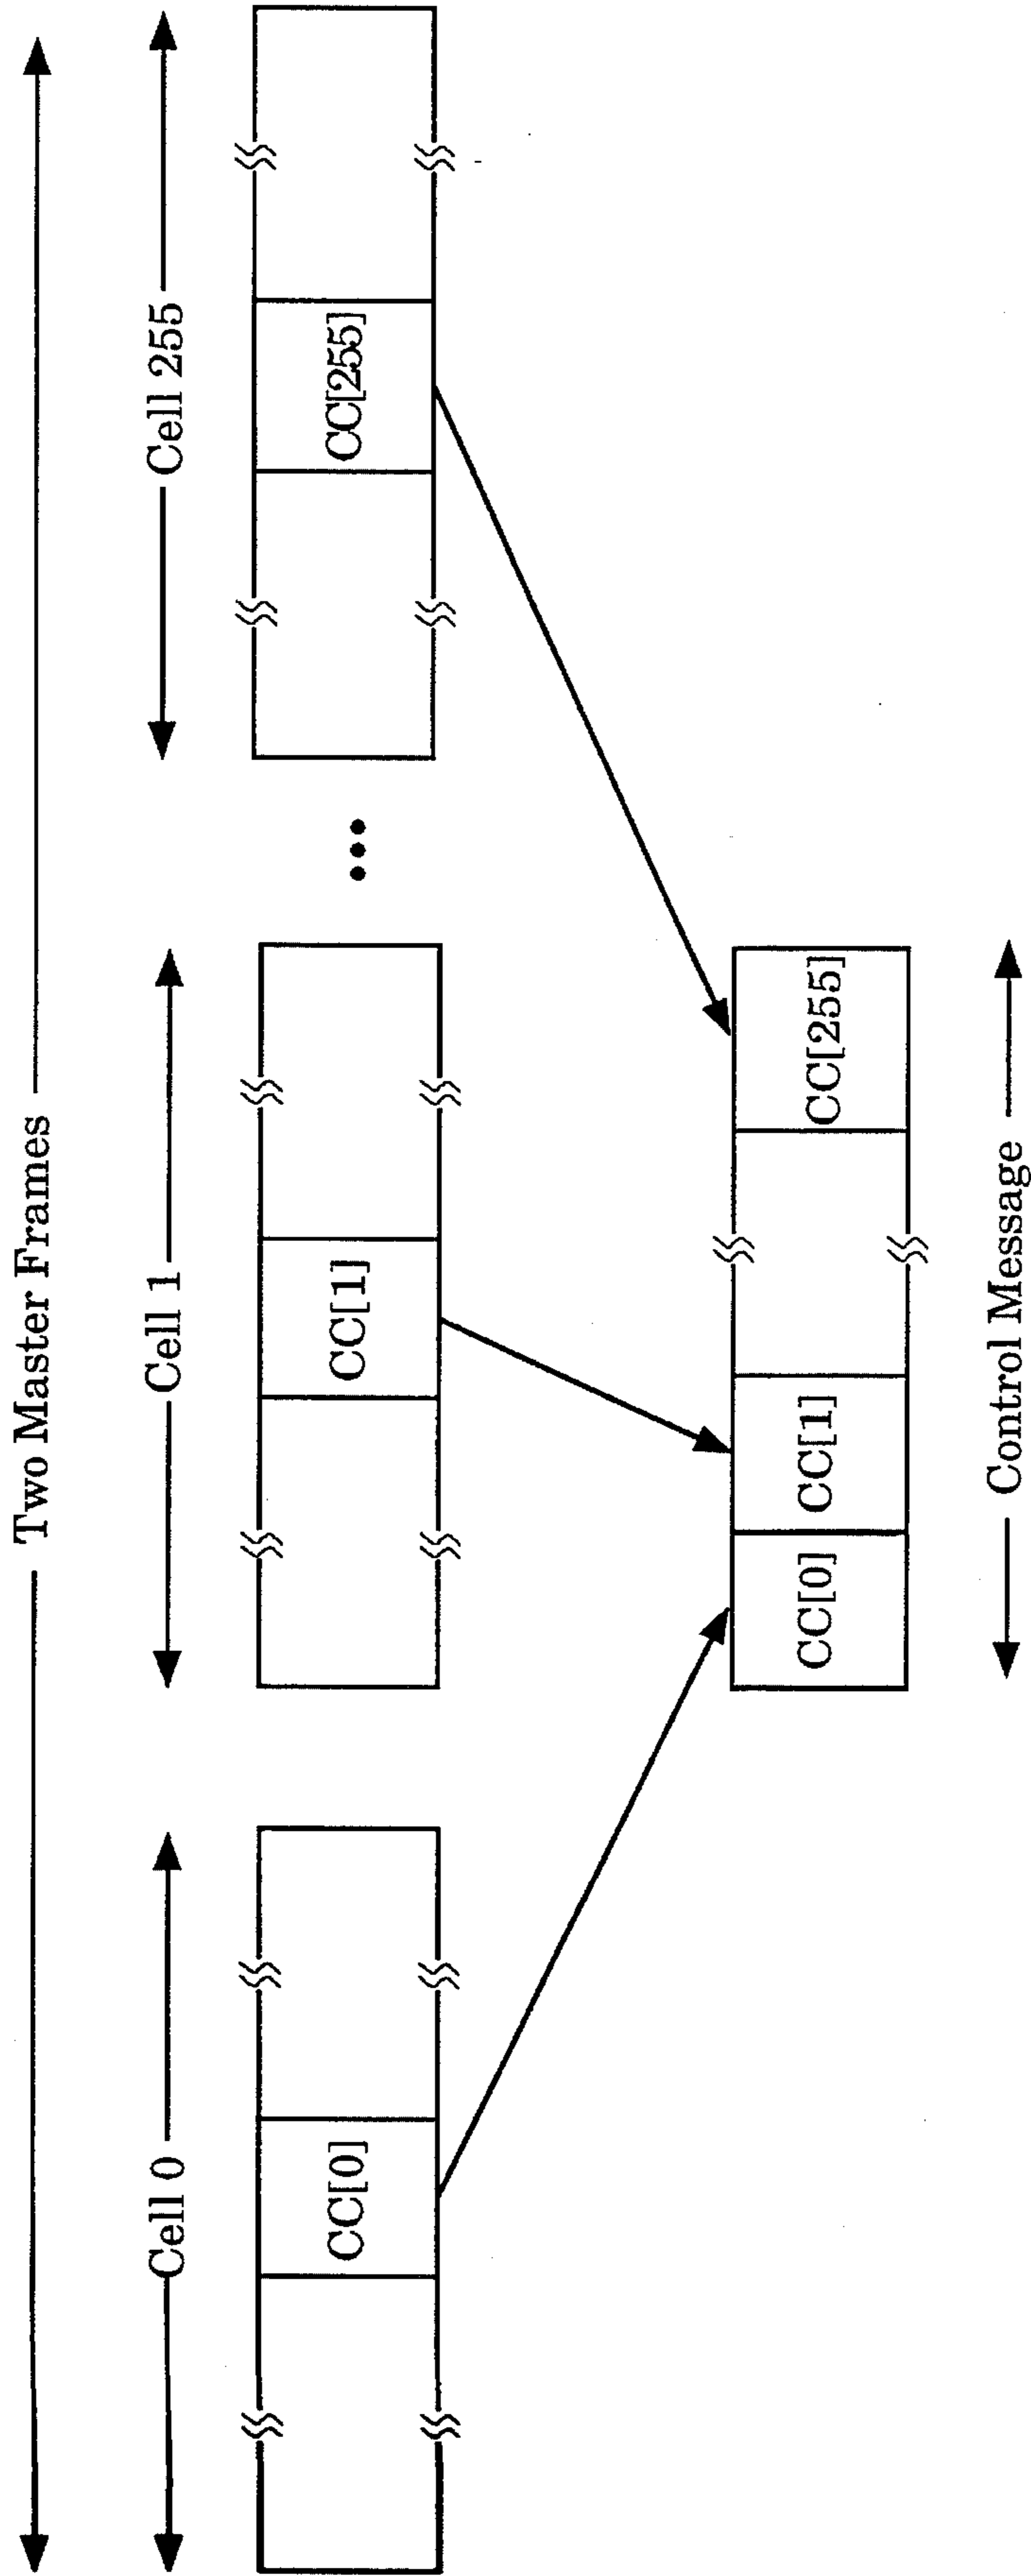 Two Master Frames
Cell 0
Cell 1
Cell 255
CC[0]
CC[1]
•••
CC[255]
CC[0]
CC[1]
CC[255]
Control Message